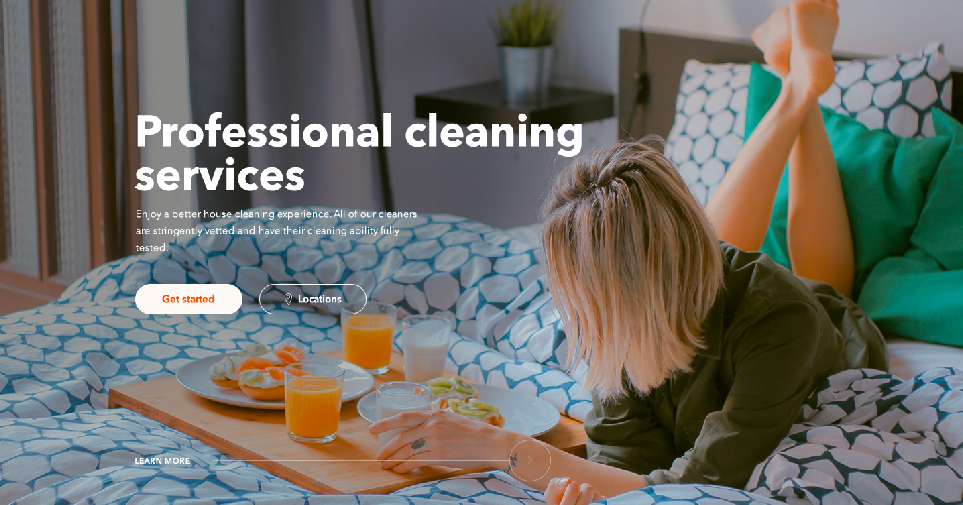 Professional cleaning
services
Enjoy a better house cleaning experience. All of our cleaners
are stringently vetted and have their cleaning ability fully
tested.
Get started
Locations
LEARN MORE